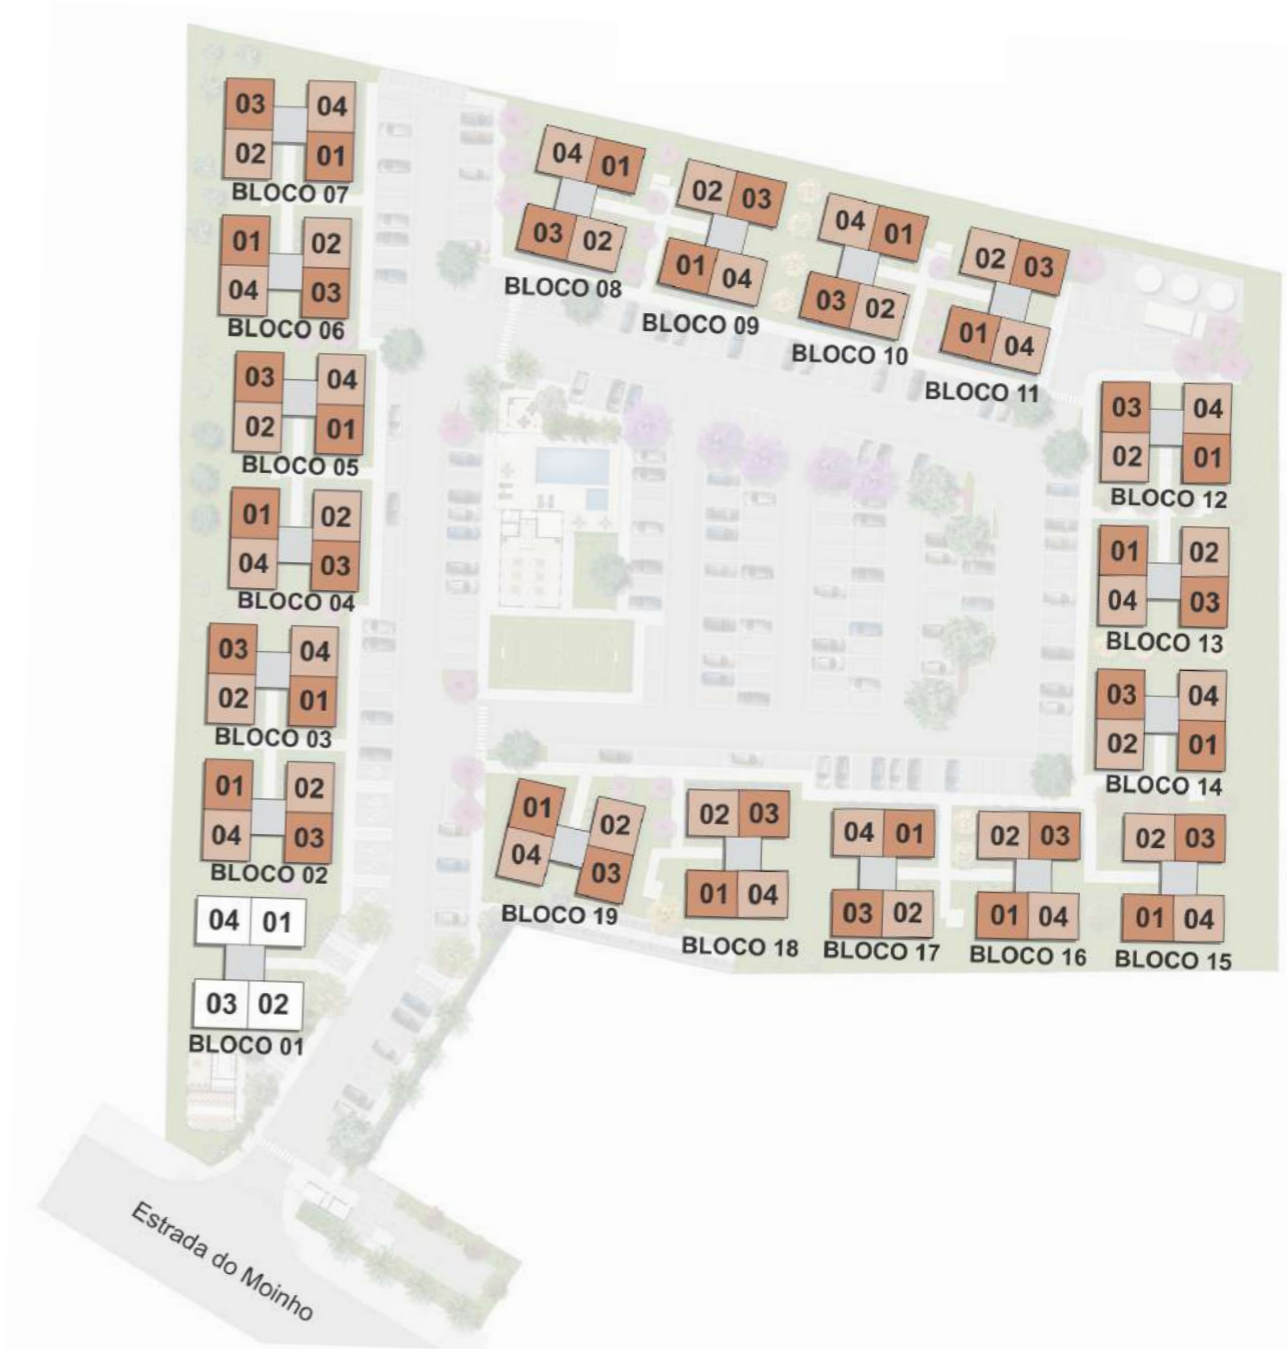 03 04
02 01
BLOCO 07
01 02
04 03
BLOCO 06
03 04
02 01
BLOCO 05
01 02
04 03
BLOCO 04
03 04
02 01
BLOCO 03
01 02
04 03
BLOCO 02
04 01
03 02
BLOCO 01
04 01
03 02
BLOCO 08
02 03
01 04
BLOCO 09
04 01
03 02
BLOCO 10
02 03
01 04
BLOCO 11
03 04
02 01
BLOCO 12
01 02
04 03
BLOCO 13
03 04
02 01
BLOCO 14
01 02
04 03
BLOCO 19
02 03
01 04
BLOCO 18
04 01
03 02
BLOCO 17
02 03
01 04
BLOCO 16
02 03
01 04
BLOCO 15
Estrada do Moinho